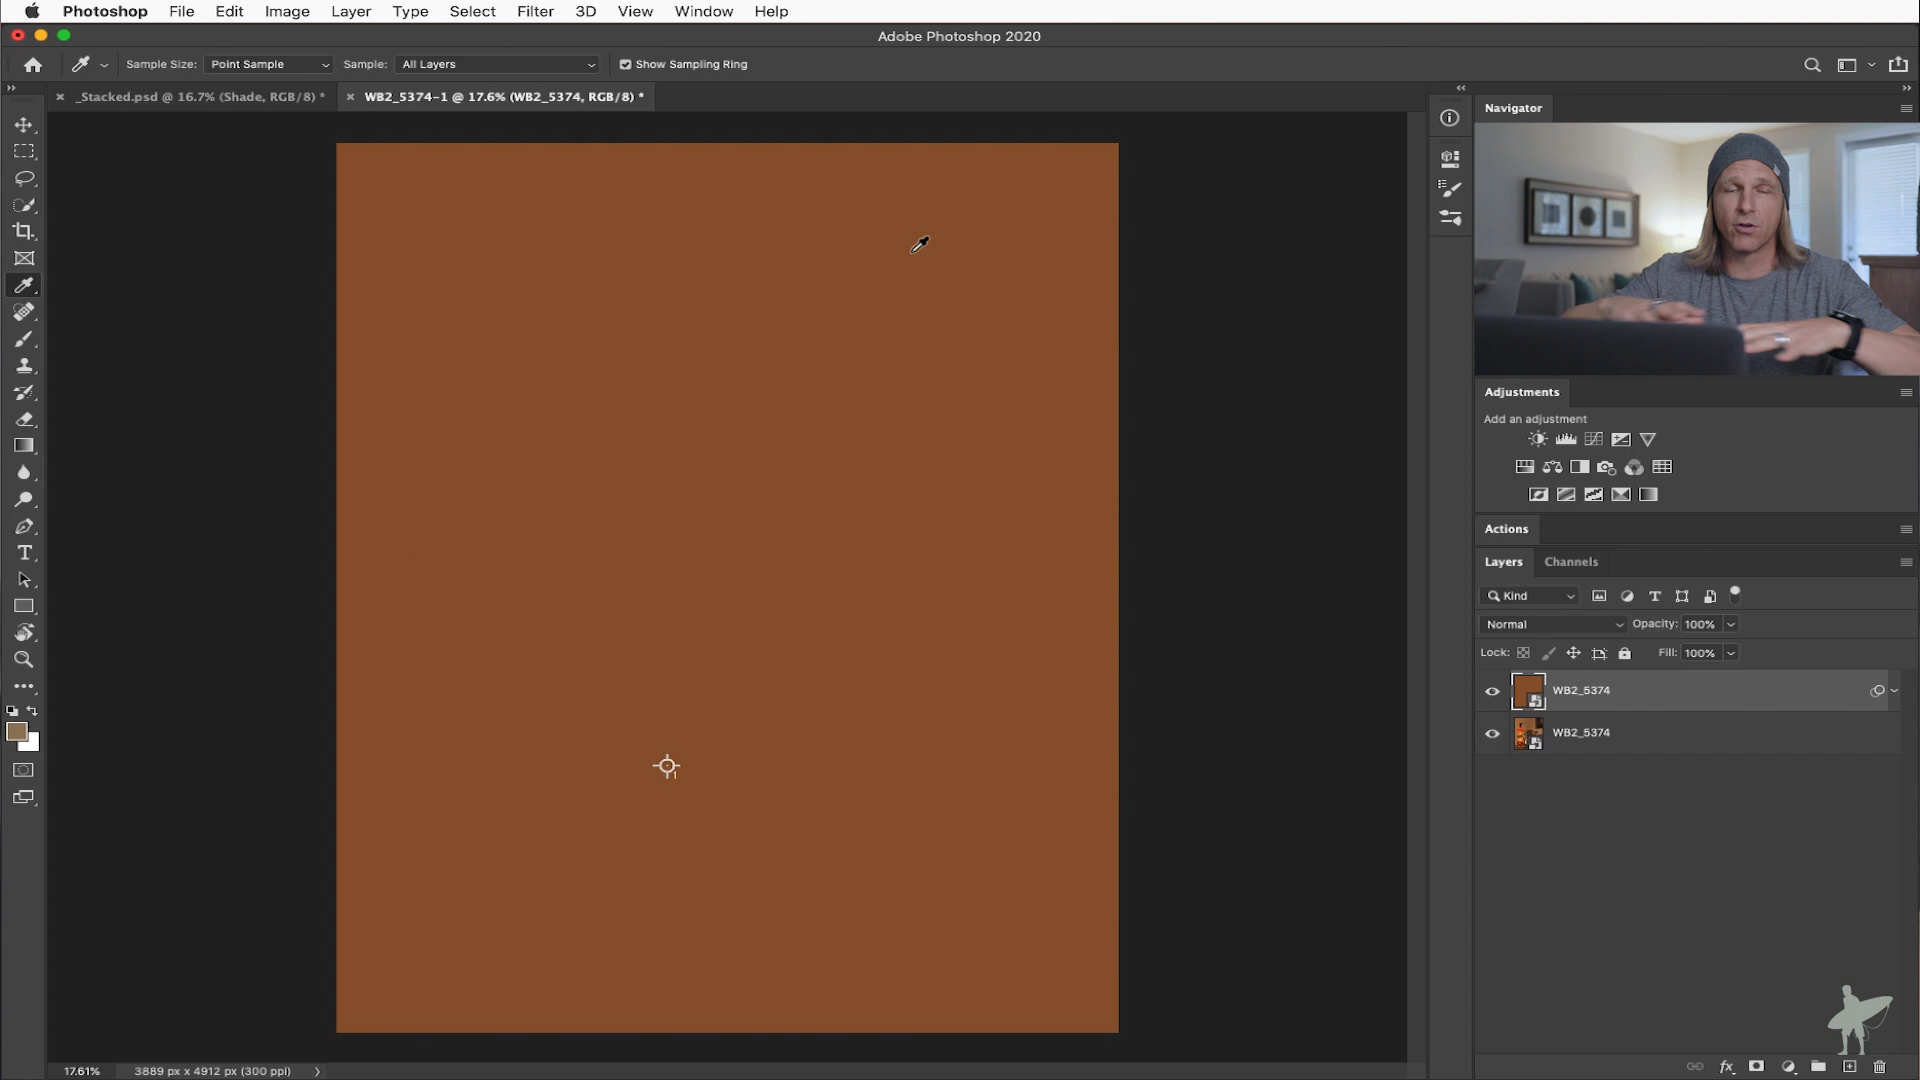 Photoshop File Edit Image Layer Type Select Filter 3D View Window Help
Adobe Photoshop 2020
Sample Size: Point Sample Sample: All Layers Show Sampling Ring
_Stacked.psd @ 16.7% (Shade, RGB/8) * WB2_5374-1 @ 17.6% (WB2_5374, RGB/8) *
Navigator
Adjustments
Add an adjustment
Actions
Layers Channels
Kind
Normal Opacity: 100%
Lock: Fill: 100%
WB2_5374
WB2_5374
1
17.61% 3889 px x 4912 px (300 ppi)